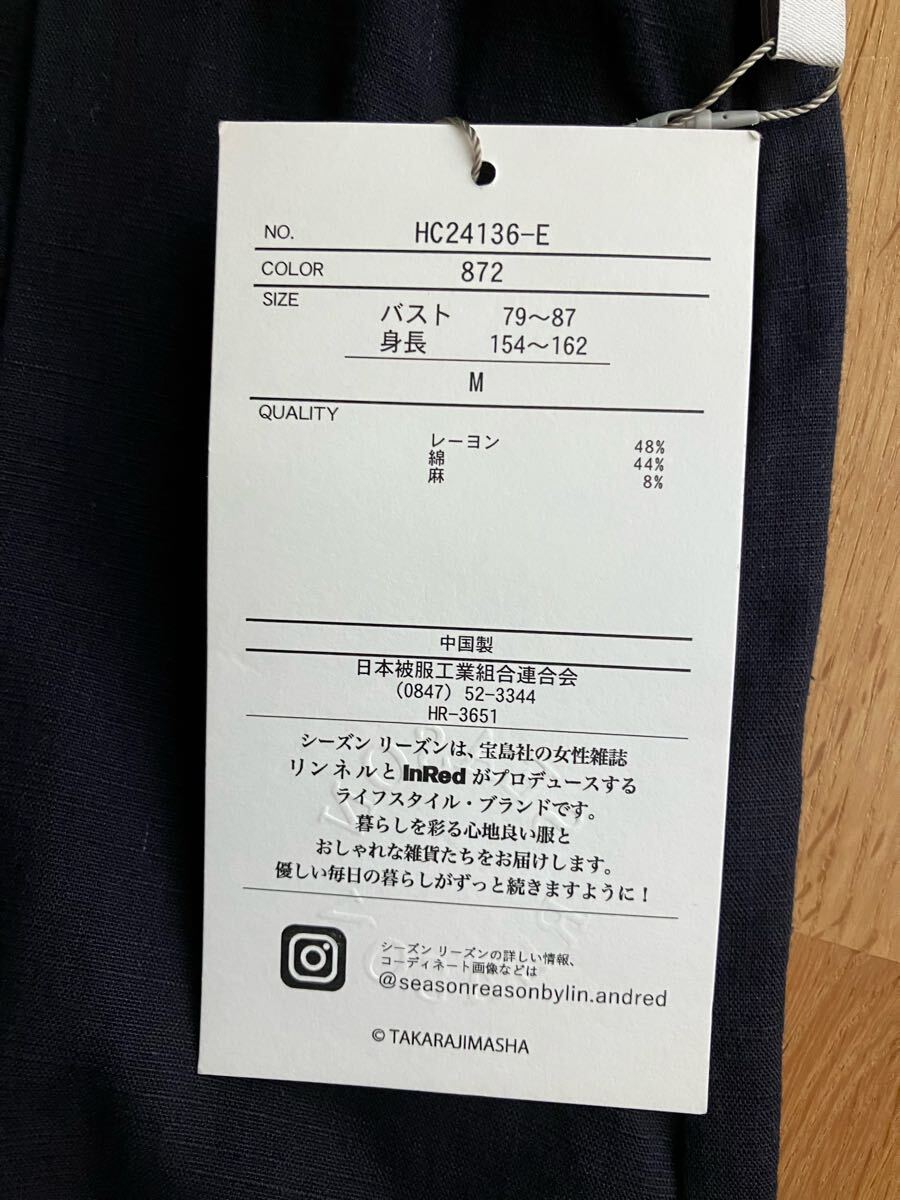 NO. HC24136-E
COLOR 872
SIZE
バスト 79～87
身長 154～162
M
QUALITY
レーヨン 48%
綿 44%
麻 8%
中国製
日本被服工業組合連合会
(0847) 52-3344
HR-3651
シーズン リーズンは、宝島社の女性雑誌
リンネルと InRed がプロデュースする
ライフスタイル・ブランドです。
暮らしを彩る心地良い服と
おしゃれな雑貨たちをお届けします。
優しい毎日の暮らしがずっと続きますように！
シーズン リーズンの詳しい情報、
コーディネート画像などは
@seasonreasonbylin.andred
© TAKARAJIMASHA